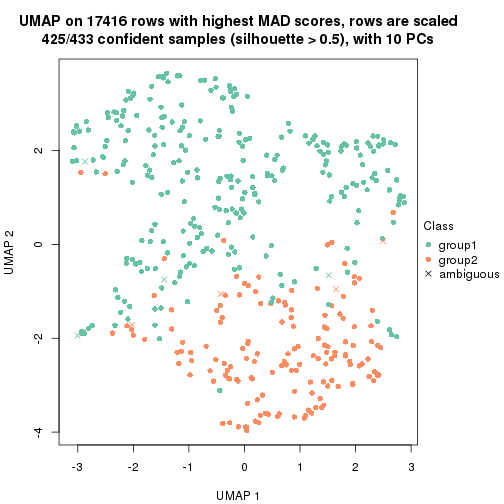 UMAP on 17416 rows with highest MAD scores, rows are scaled
425/433 confident samples (silhouette > 0.5), with 10 PCs
2
0
-2
-4
UMAP 2
-3 -2 -1 0 1 2 3
UMAP 1
Class
group1
group2
ambiguous